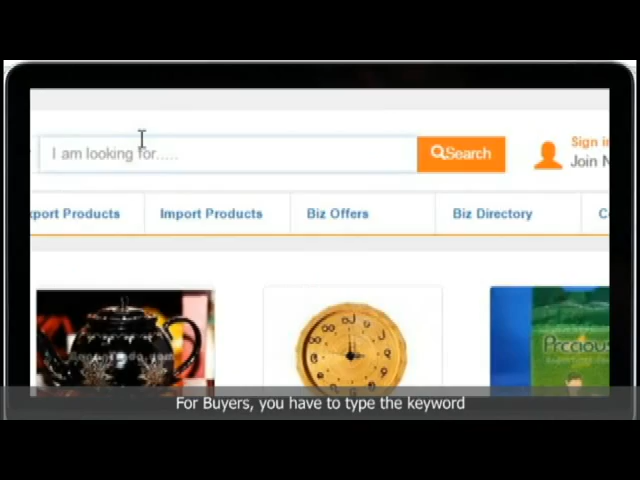 I am looking for.....
Search
Sign in
Join N
xport Products
Import Products
Biz Offers
Biz Directory
C
Precious
For Buyers, you have to type the keyword